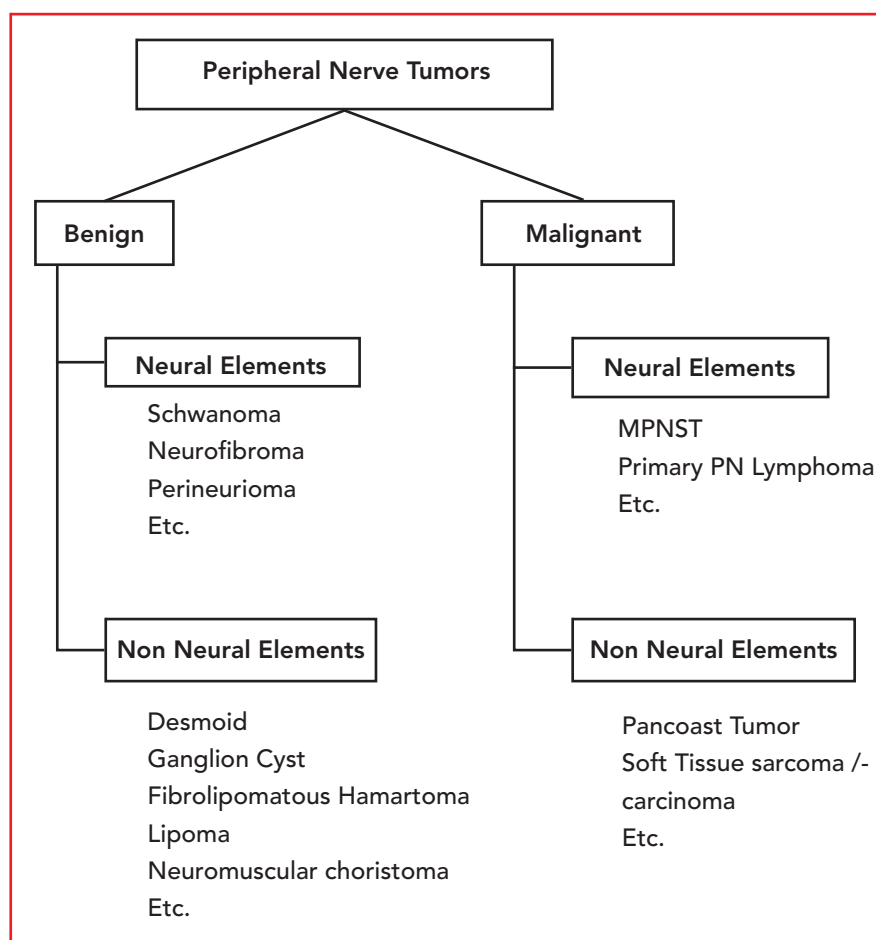 Peripheral Nerve Tumors
Benign
Neural Elements
Schwanoma
Neurofibroma
Perineurioma
Etc.
Non Neural Elements
Desmoid
Ganglion Cyst
Fibrolipomatous Hamartoma
Lipoma
Neuromuscular choristoma
Etc.
Malignant
Neural Elements
MPNST
Primary PN Lymphoma
Etc.
Non Neural Elements
Pancoast Tumor
Soft Tissue sarcoma /-
carcinoma
Etc.